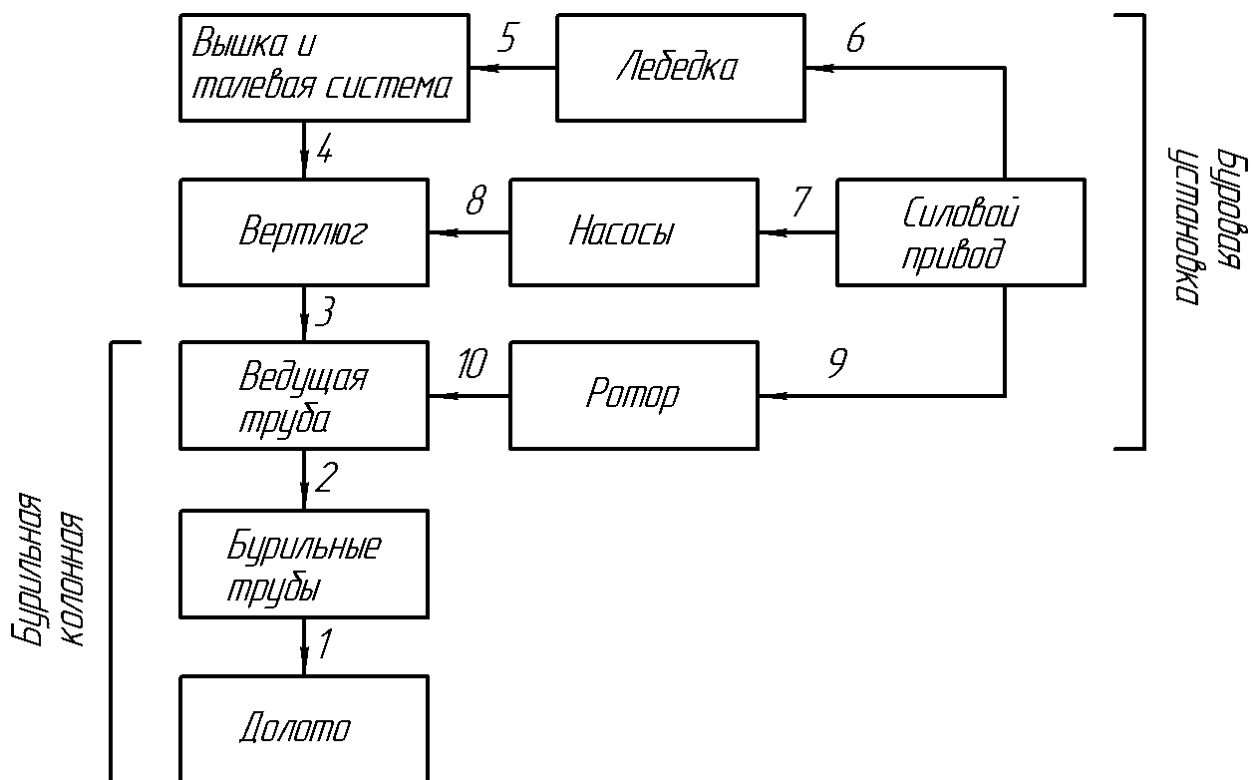 Вышка и
талевая система
5
Лебедка
6
4
Вертлюг
8
Насосы
7
Силовой
привод
Буровая
установка
3
Ведущая
труба
10
Ротор
9
2
Бурильные
трубы
1
Долото
Бурильная
колонная